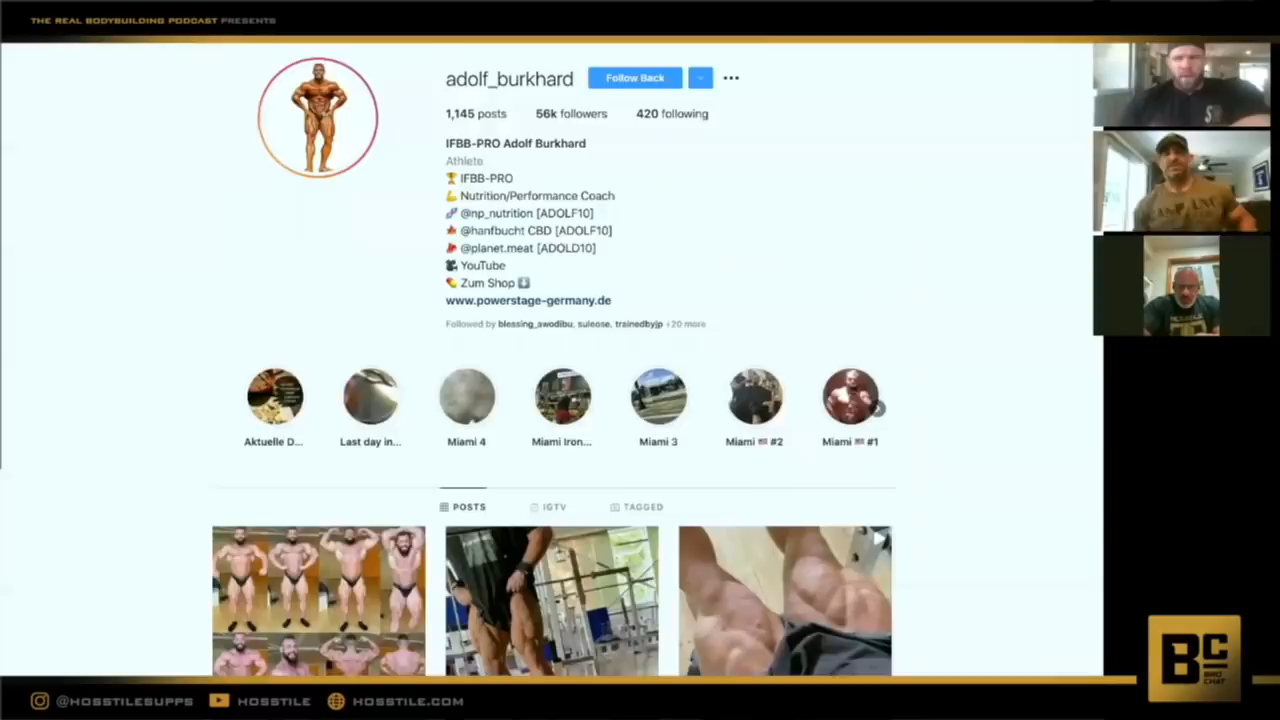 THE REAL BODYBUILDING PODCAST PRESENTS
adolf_burkhard Follow Back
1,145 posts 56k followers 420 following
IFBB-PRO Adolf Burkhard
Athlete
🏆 IFBB-PRO
💪 Nutrition/Performance Coach
@np_nutrition [ADOLF10]
@hanfbucht CBD [ADOLF10]
@planet.meat [ADOLD10]
YouTube
Zum Shop ⬇️
www.powerstage-germany.de
Followed by blessing_awodibu, suleose, trainedbyjp +20 more
Aktuelle D... Last day in... Miami 4 Miami Iron... Miami 3 Miami 🇺🇸 #2 Miami 🇺🇸 #1
POSTS IGTV TAGGED
BC
BRO
CHAT
@HOSSTILESUPPS HOSSTILE HOSSTILE.COM